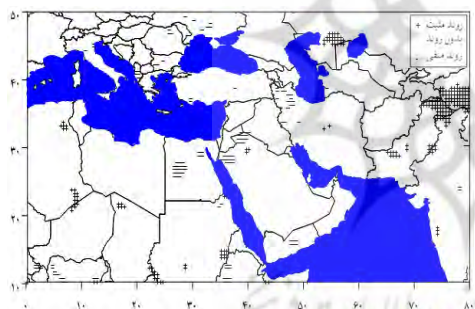 روند مثبت +
بدون روند
روند منفی −
۵۰
۴۰
۳۰
۲۰
۱۰
۰ ۱۰ ۲۰ ۳۰ ۴۰ ۵۰ ۶۰ ۷۰ ۸۰